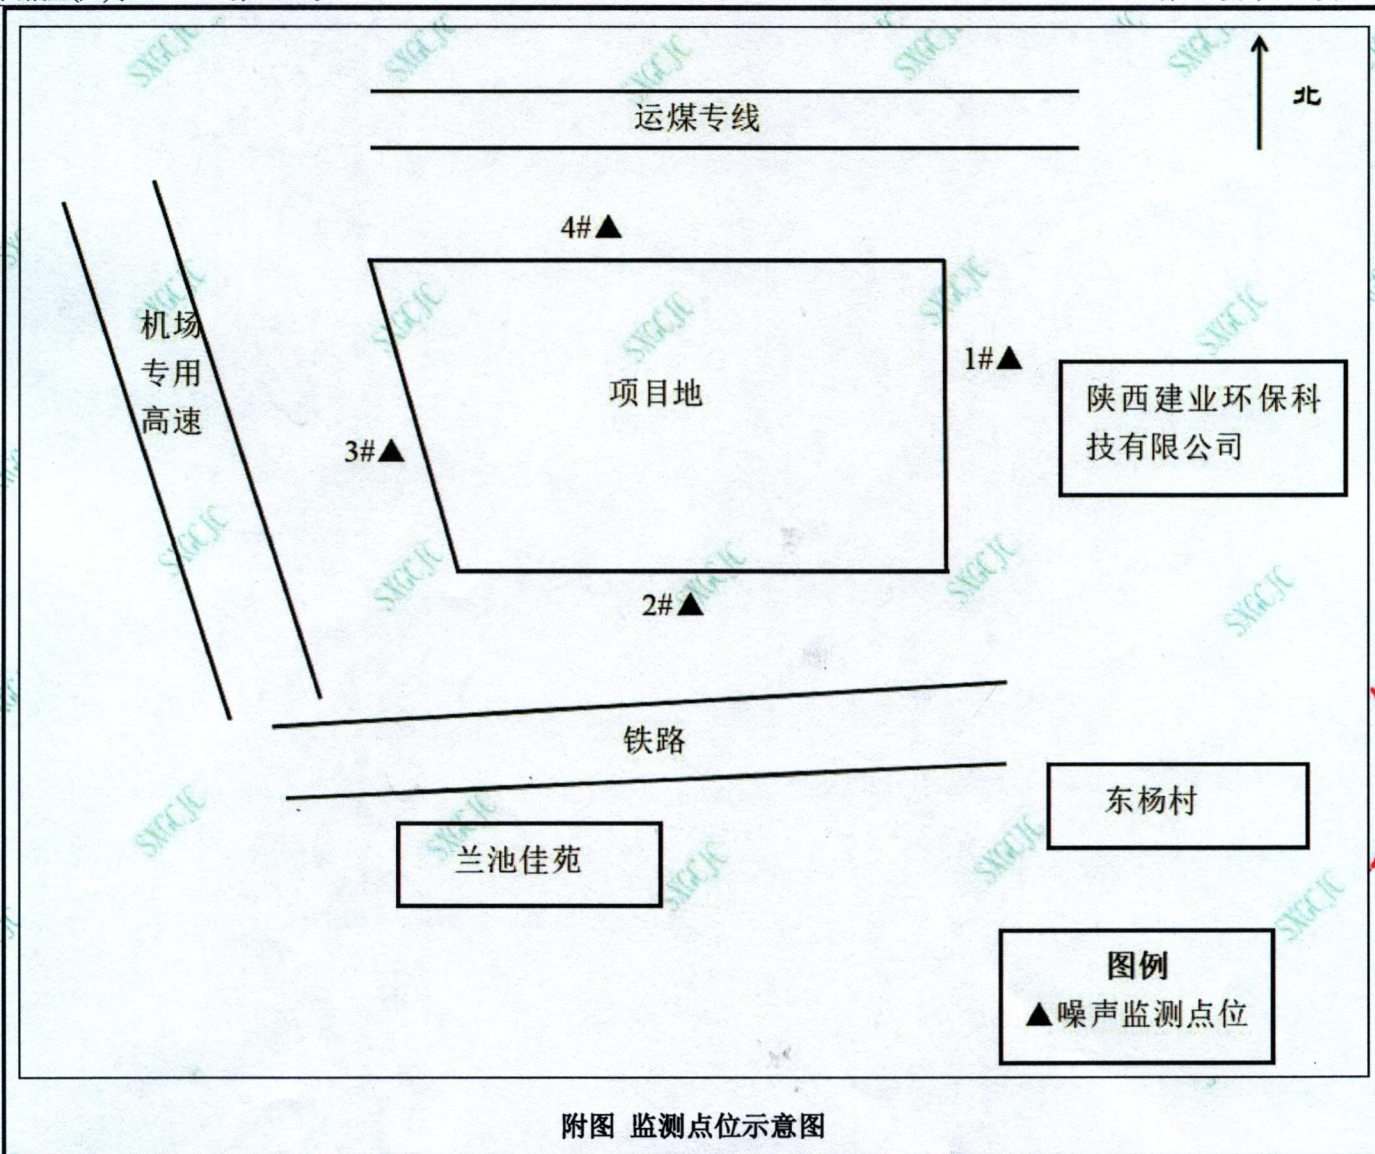 北
运煤专线
4#▲
机场
专用
高速
1#▲
项目地
陕西建业环保科
技有限公司
3#▲
2#▲
铁路
东杨村
兰池佳苑
图例
▲噪声监测点位
附图 监测点位示意图
SXGCJC